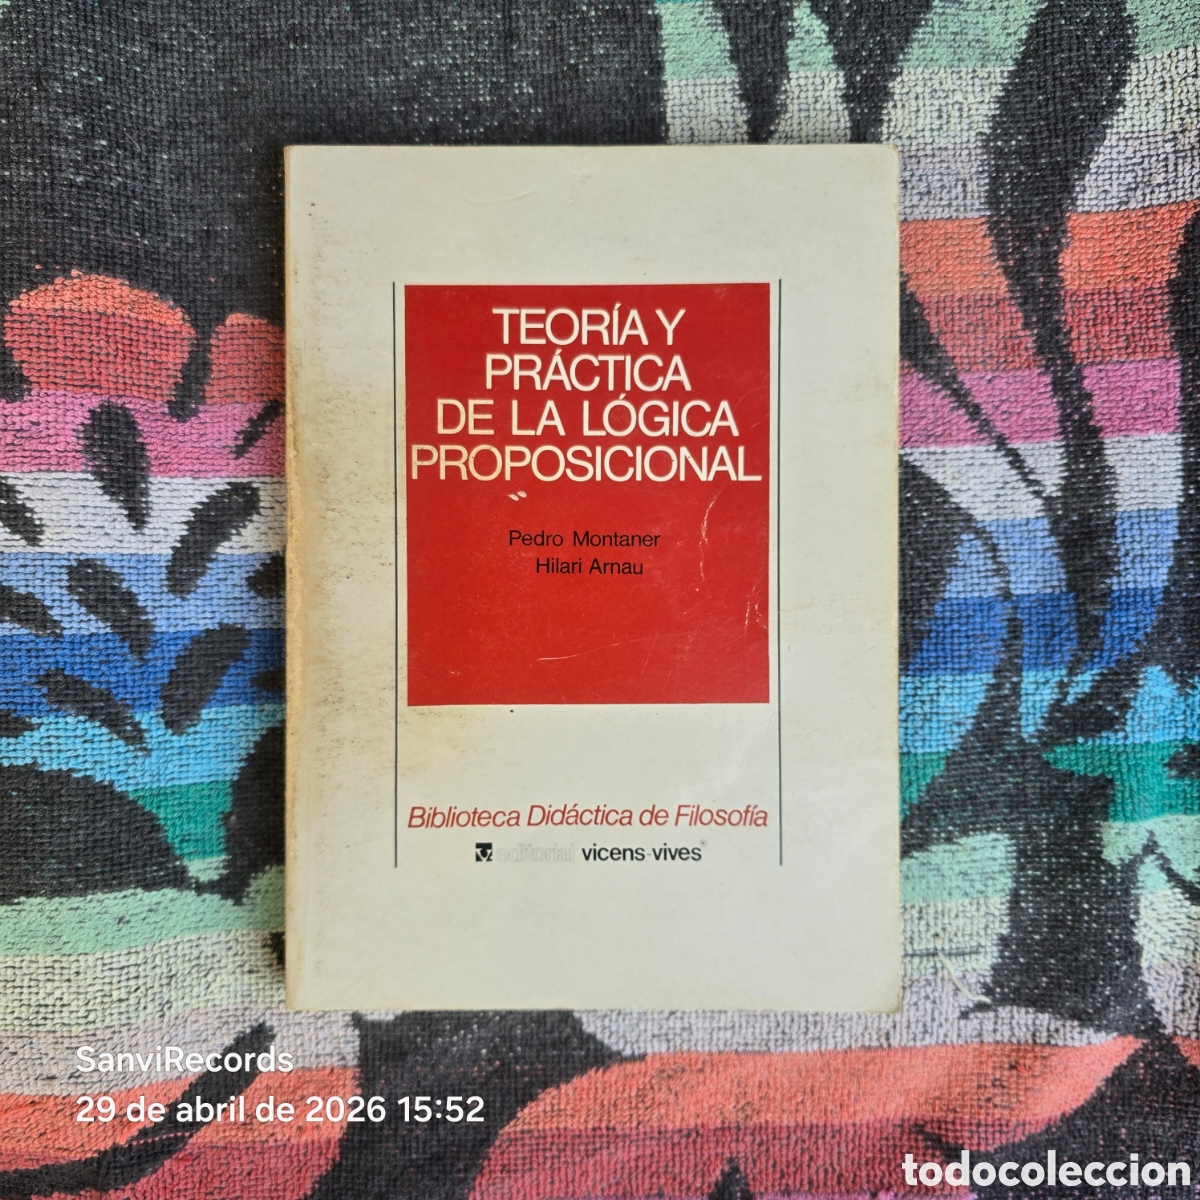 TEORÍA Y
PRÁCTICA
DE LA LÓGICA
PROPOSICIONAL
Pedro Montaner
Hilari Arnau
Biblioteca Didáctica de Filosofía
editorial vicens-vives®
SanviRecords
29 de abril de 2026 15:52
todocoleccion